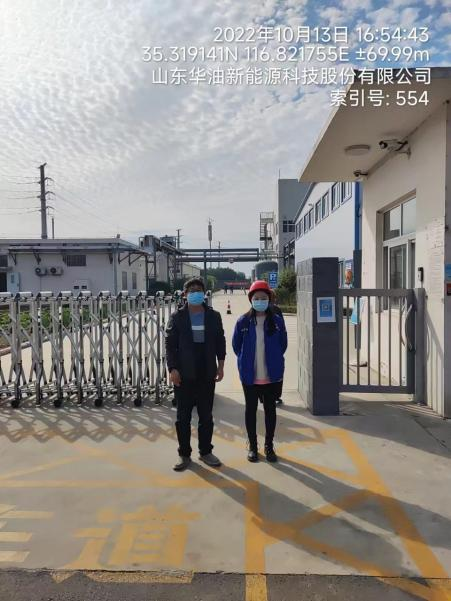 2022年10月13日 16:54:43
35.319141N 116.821755E ±69.99m
山东华油新能源科技股份有限公司
索引号: 554
道